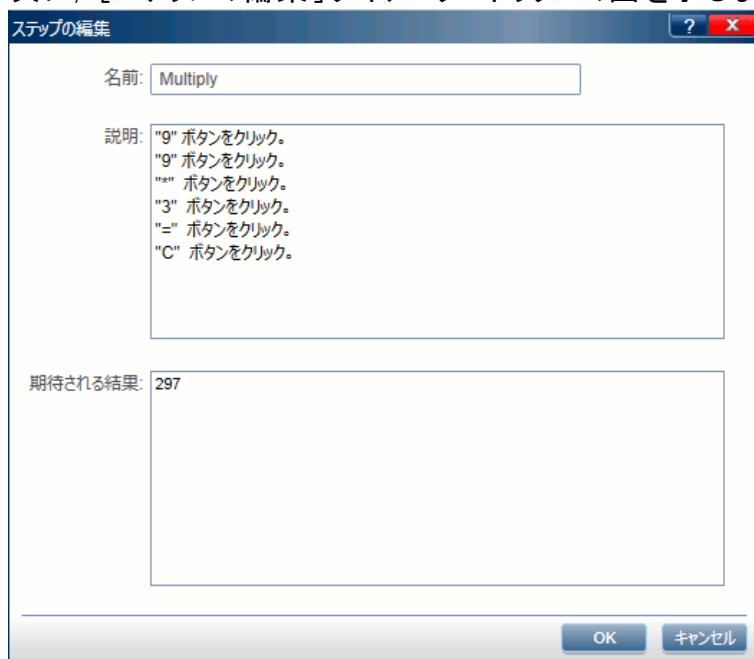 ステップの編集
?
X
名前:
Multiply
説明:
"9" ボタンをクリック。
"9" ボタンをクリック。
"*" ボタンをクリック。
"3" ボタンをクリック。
"=" ボタンをクリック。
"C" ボタンをクリック。
期待される結果:
297
OK
キャンセル